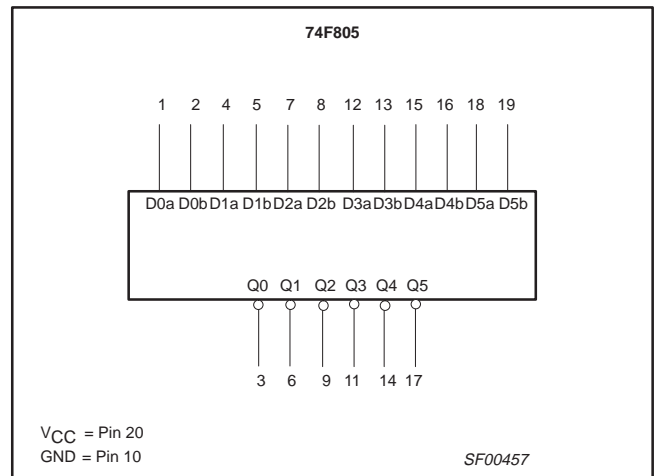 74F805
1 2 4 5 7 8 12 13 15 16 18 19
D0a D0b D1a D1b D2a D2b D3a D3b D4a D4b D5a D5b
Q0 Q1 Q2 Q3 Q4 Q5
3 6 9 11 14 17
VCC = Pin 20
GND = Pin 10
SF00457